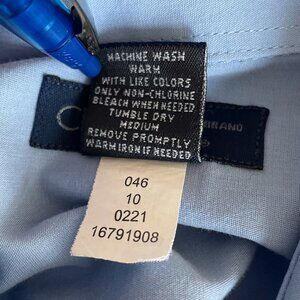 MACHINE WASH
WARM
WITH LIKE COLORS
ONLY NON-CHLORINE
BLEACH WHEN NEEDED
TUMBLE DRY
MEDIUM
REMOVE PROMPTLY
WARM IRON IF NEEDED
BRAND
046
10
0221
16791908